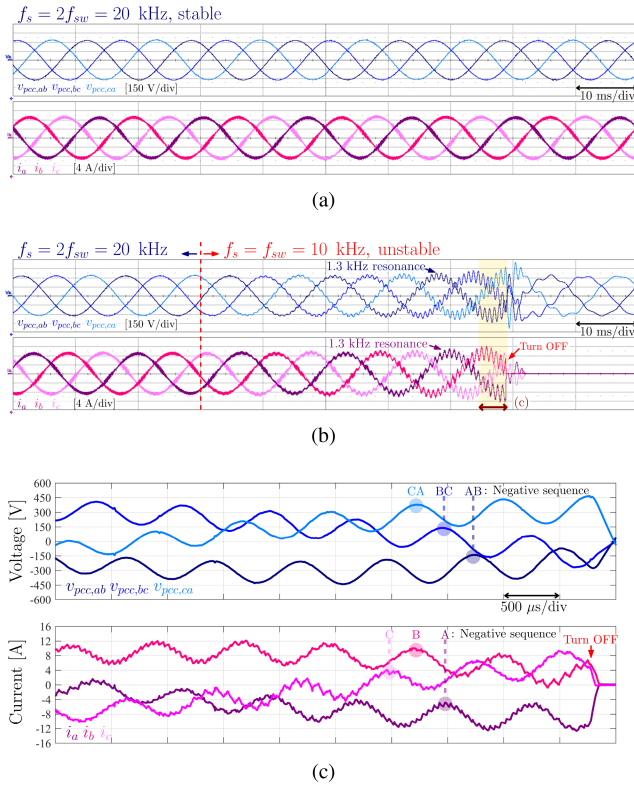 f_s = 2f_sw = 20 kHz, stable
v_pcc,ab v_pcc,bc v_pcc,ca [150 V/div]
10 ms/div
i_a i_b i_c [4 A/div]
(a)
f_s = 2f_sw = 20 kHz f_s = f_sw = 10 kHz, unstable
1.3 kHz resonance
v_pcc,ab v_pcc,bc v_pcc,ca [150 V/div]
10 ms/div
1.3 kHz resonance
Turn OFF
i_a i_b i_c [4 A/div]
(c)
(b)
Voltage [V]
600
450
300
150
0
-150
-300
-450
-600
CA BC AB : Negative sequence
v_pcc,ab v_pcc,bc v_pcc,ca
500 μs/div
Current [A]
16
12
8
4
0
-4
-8
-12
-16
C B A : Negative sequence
Turn OFF
i_a i_b i_c
(c)